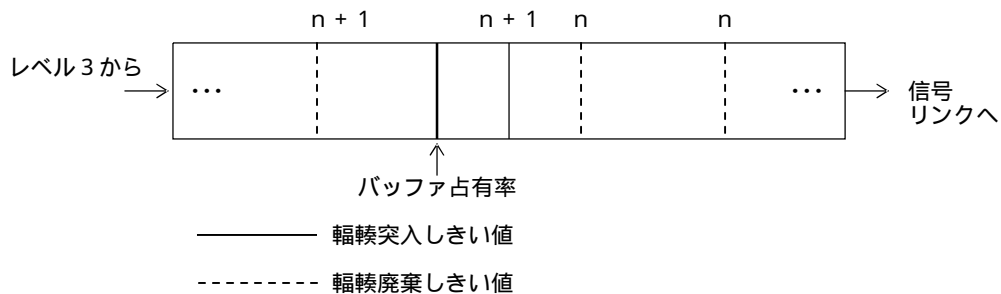 n + 1
n + 1
n
n
レベル 3 から
…
…
信号
リンクへ
バッファ占有率
輻輳突入しきい値
輻輳廃棄しきい値